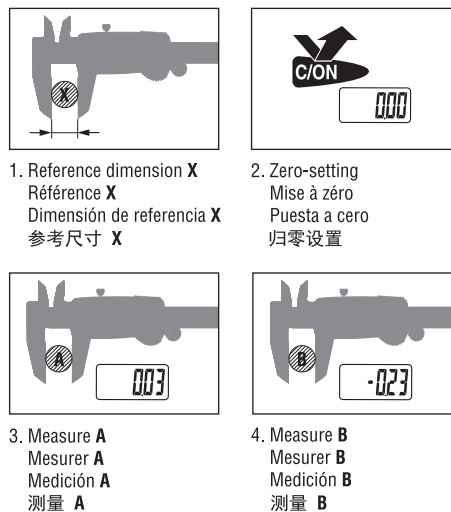 X
C/ON
0.00
1. Reference dimension X
Référence X
Dimensión de referencia X
参考尺寸 X
2. Zero-setting
Mise à zéro
Puesta a cero
归零设置
A
0.03
B
-0.23
3. Measure A
Mesurer A
Medición A
测量 A
4. Measure B
Mesurer B
Medición B
测量 B